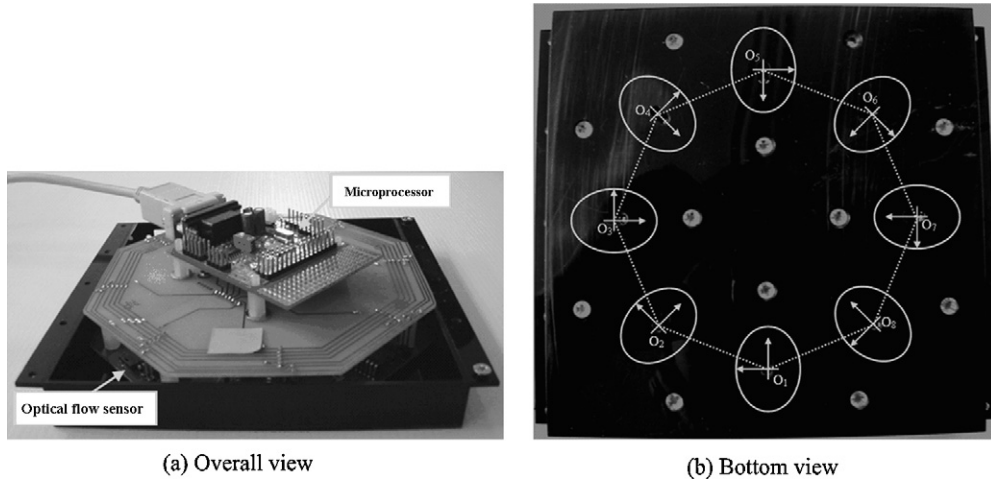 Microprocessor
Optical flow sensor
(a) Overall view
O₅
O₄
O₆
O₃
O₇
O₂
O₈
O₁
(b) Bottom view